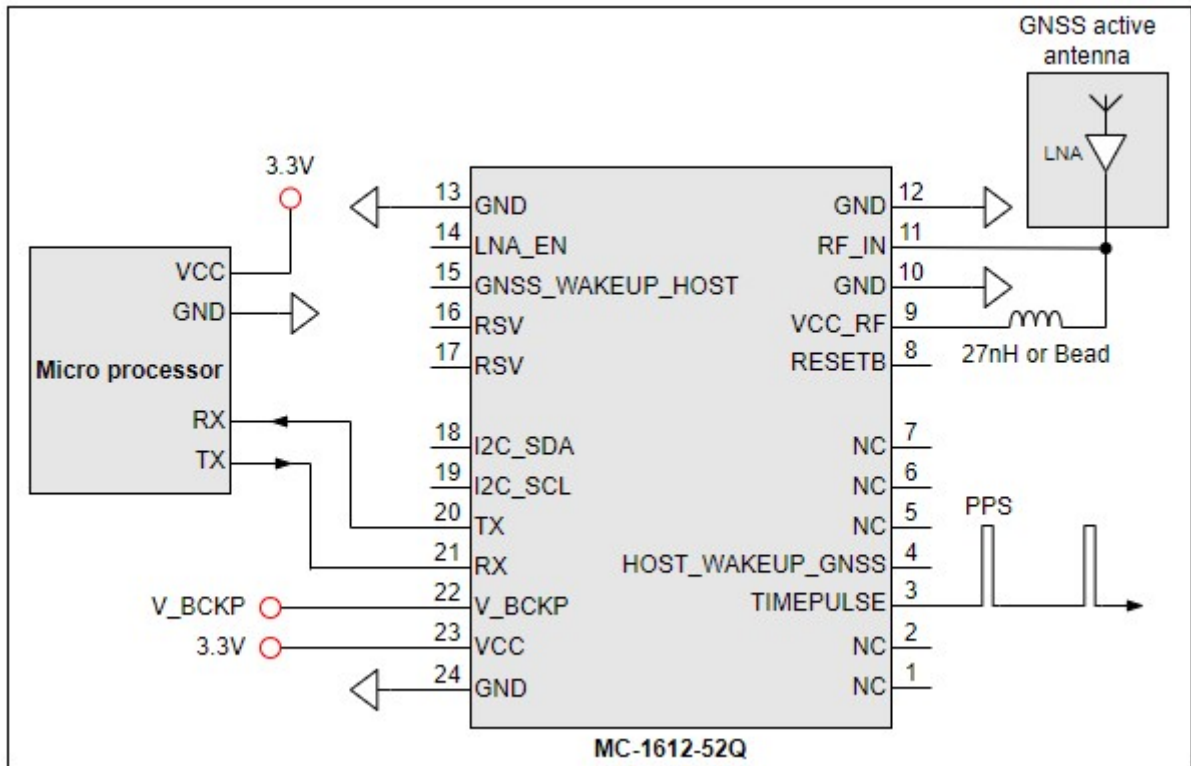 GNSS active
antenna
LNA
3.3V
VCC
GND
Micro processor
RX
TX
13 GND
14 LNA_EN
15 GNSS_WAKEUP_HOST
16 RSV
17 RSV
18 I2C_SDA
19 I2C_SCL
20 TX
21 RX
V_BCKP 22 V_BCKP
3.3V 23 VCC
24 GND
GND 12
RF_IN 11
GND 10
VCC_RF 9
27nH or Bead
RESETB 8
NC 7
NC 6
NC 5
PPS
HOST_WAKEUP_GNSS 4
TIMEPULSE 3
NC 2
NC 1
MC-1612-52Q